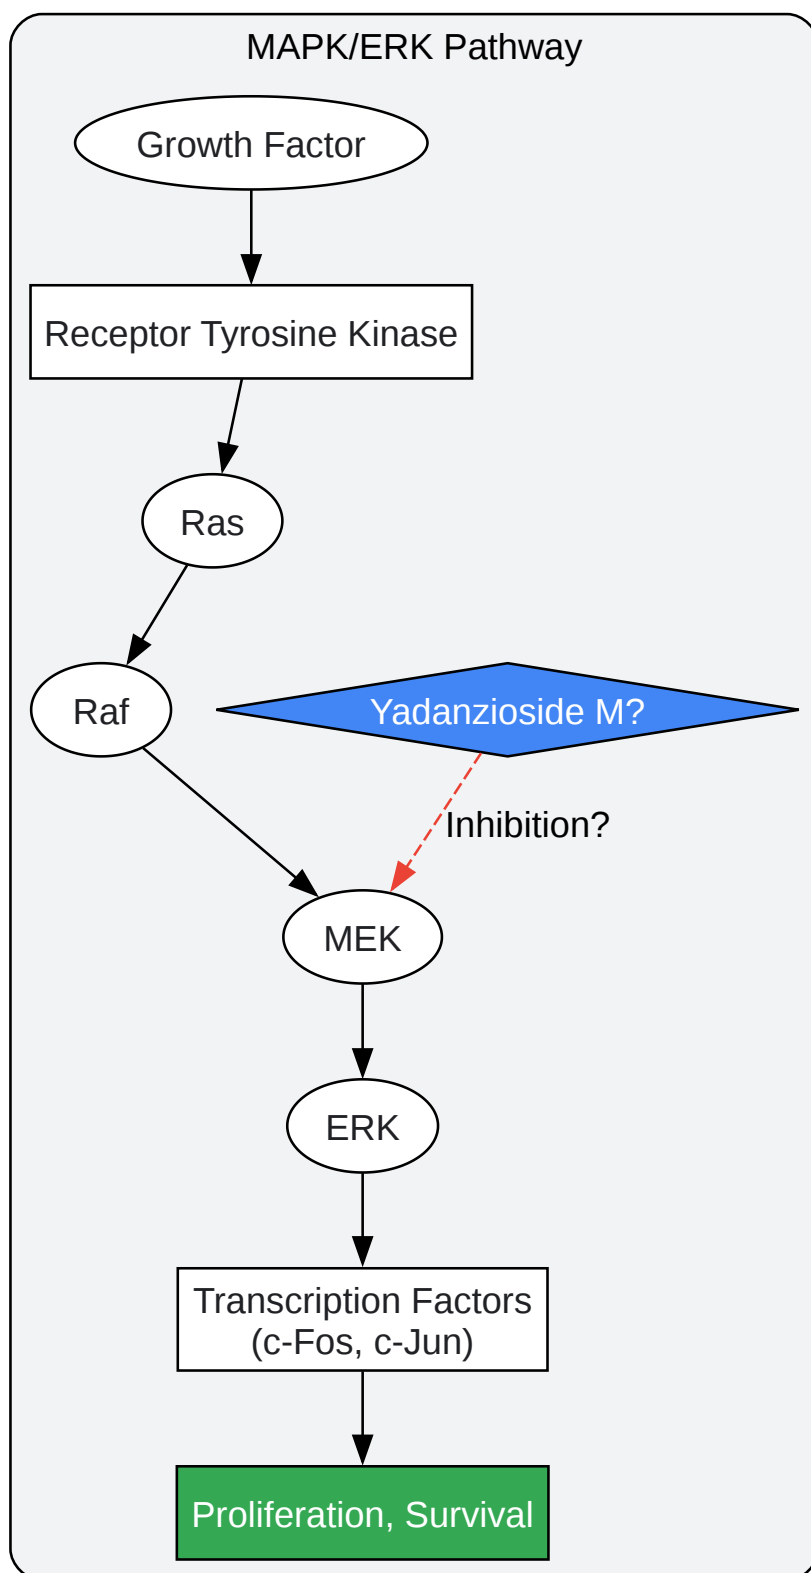 MAPK/ERK Pathway
Growth Factor
Receptor Tyrosine Kinase
Ras
Raf
Yadanzioside M?
Inhibition?
MEK
ERK
Transcription Factors
(c-Fos, c-Jun)
Proliferation, Survival